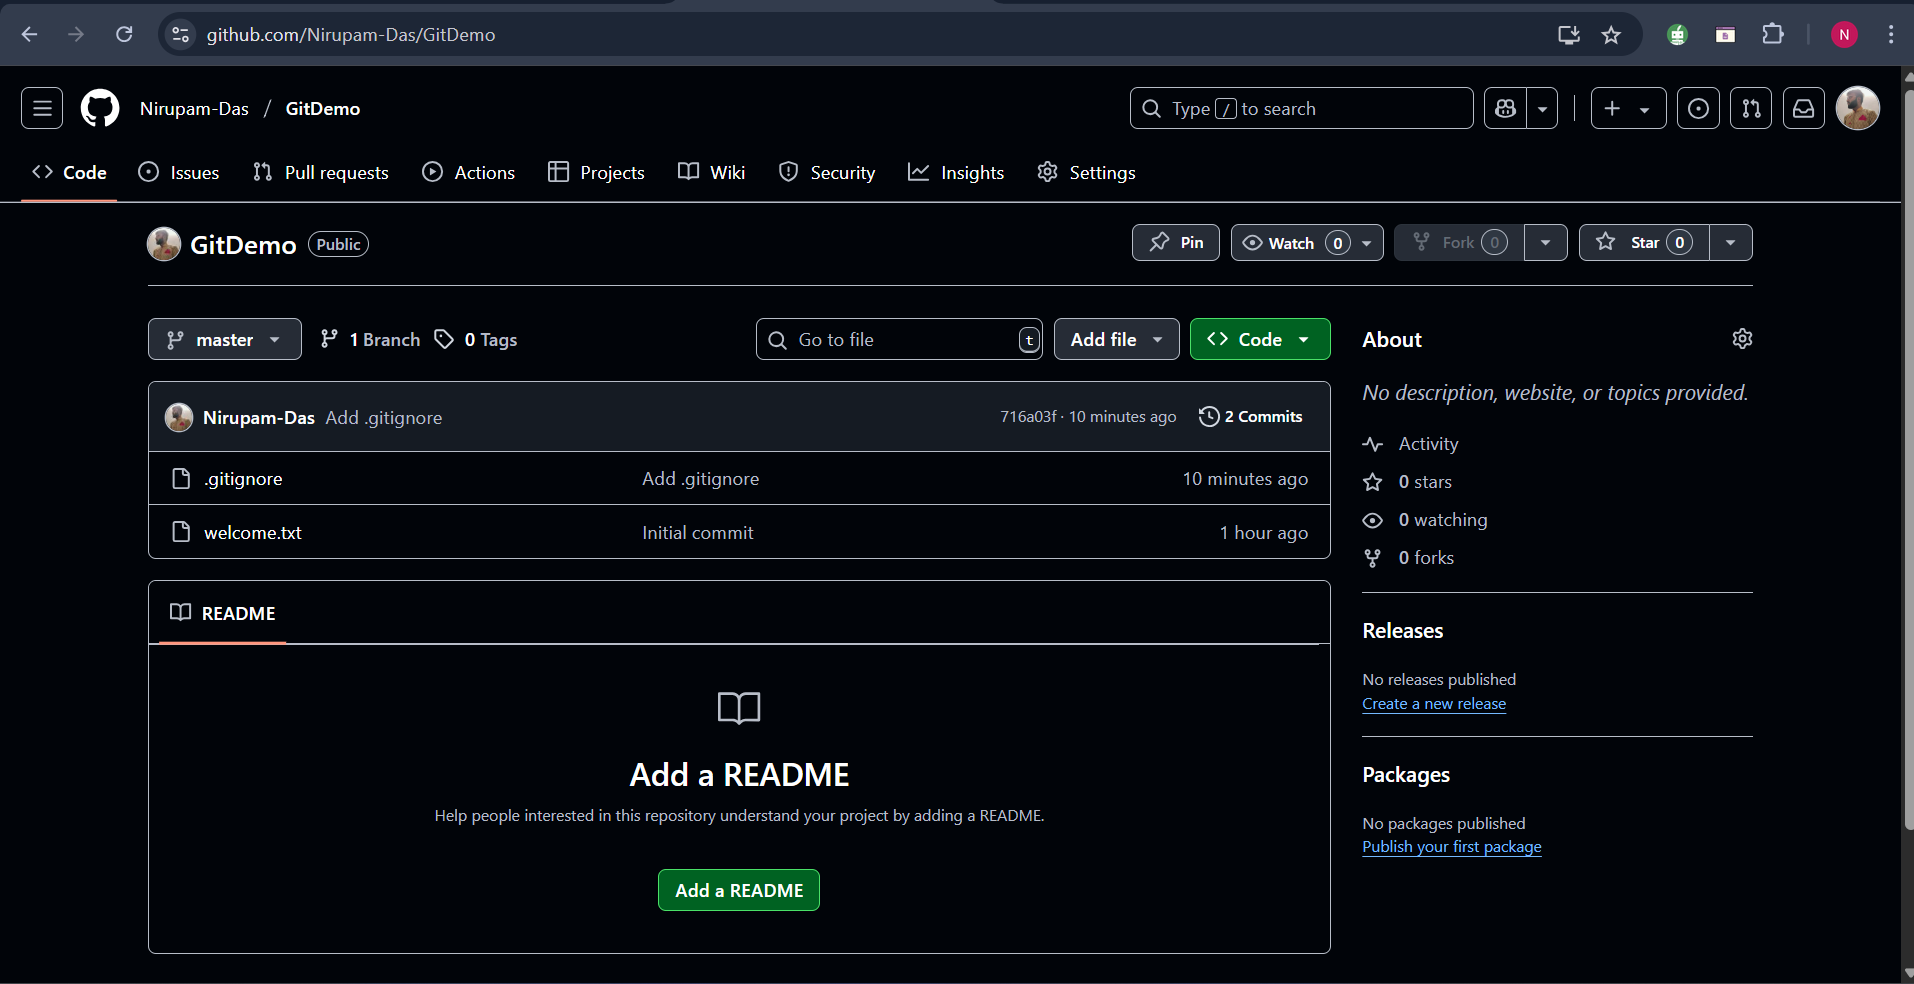 github.com/Nirupam-Das/GitDemo
N
Nirupam-Das / GitDemo
Type / to search
Code Issues Pull requests Actions Projects Wiki Security Insights Settings
GitDemo Public
Pin Watch 0 Fork 0 Star 0
master 1 Branch 0 Tags Go to file t Add file Code
Nirupam-Das Add .gitignore 716a03f · 10 minutes ago 2 Commits
.gitignore Add .gitignore 10 minutes ago
welcome.txt Initial commit 1 hour ago
README
Add a README
Help people interested in this repository understand your project by adding a README.
Add a README
About
No description, website, or topics provided.
Activity
0 stars
0 watching
0 forks
Releases
No releases published
Create a new release
Packages
No packages published
Publish your first package